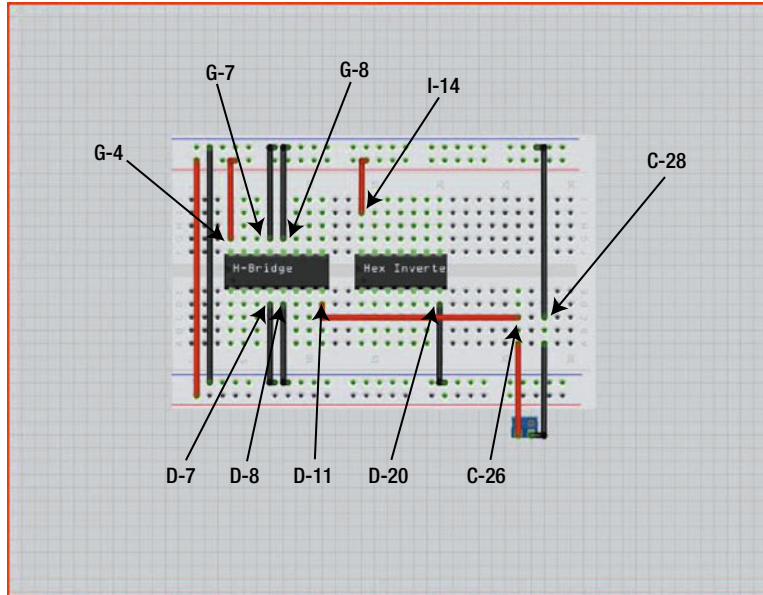 G-7
G-8
I-14
G-4
C-28
H-Bridge
Hex Inverte
D-7
D-8
D-11
D-20
C-26